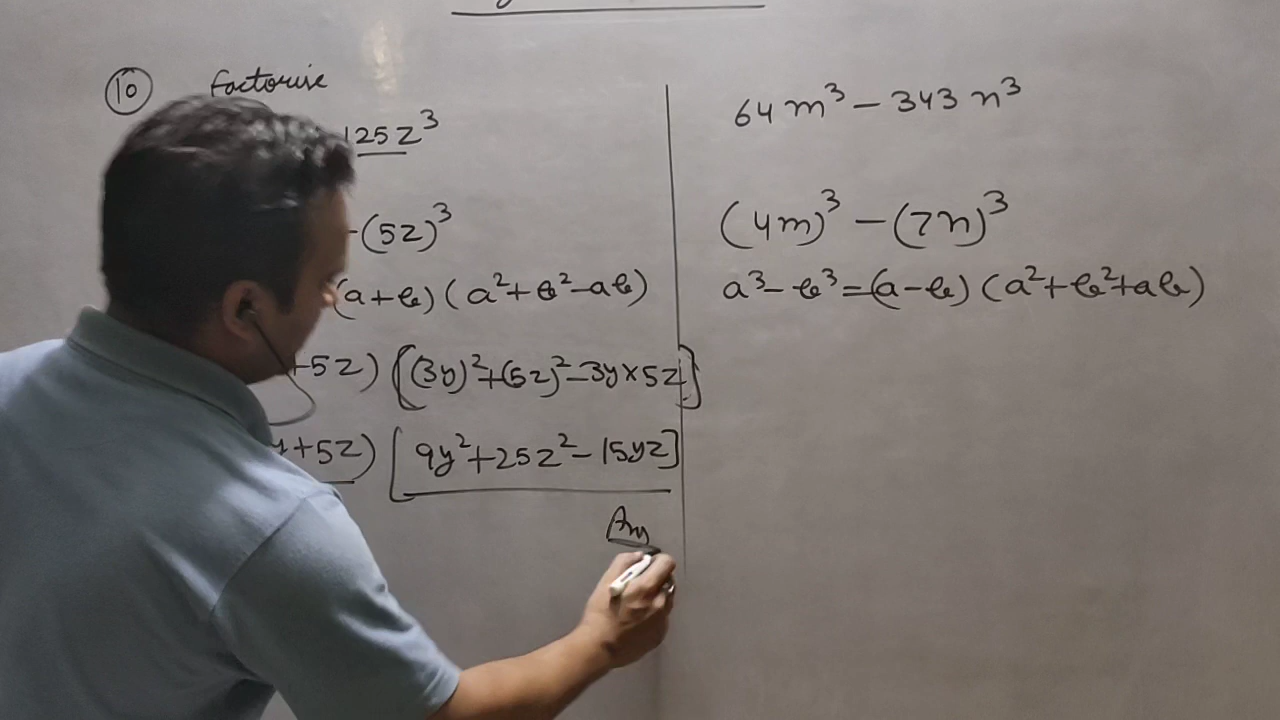 ⑩ Factorise
125z³
-(5z)³
(a+b)(a²+b²-ab)
+5z)[(3y)²+(5z)²-3y×5z]
y+5z)[9y²+25z²-15yz]
Ans
64m³-343n³
(4m)³-(7n)³
a³-b³=(a-b)(a²+b²+ab)